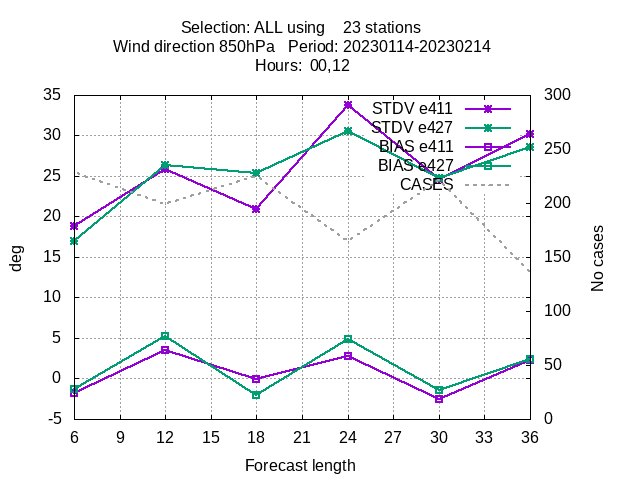 Selection: ALL using 23 stations
Wind direction 850hPa Period: 20230114-20230214
Hours: 00,12
35
30
25
20
15
10
5
0
-5
300
250
200
150
100
50
0
STDV e411
STDV e427
BIAS e411
BIAS e427
CASES
deg
No cases
6 9 12 15 18 21 24 27 30 33 36
Forecast length